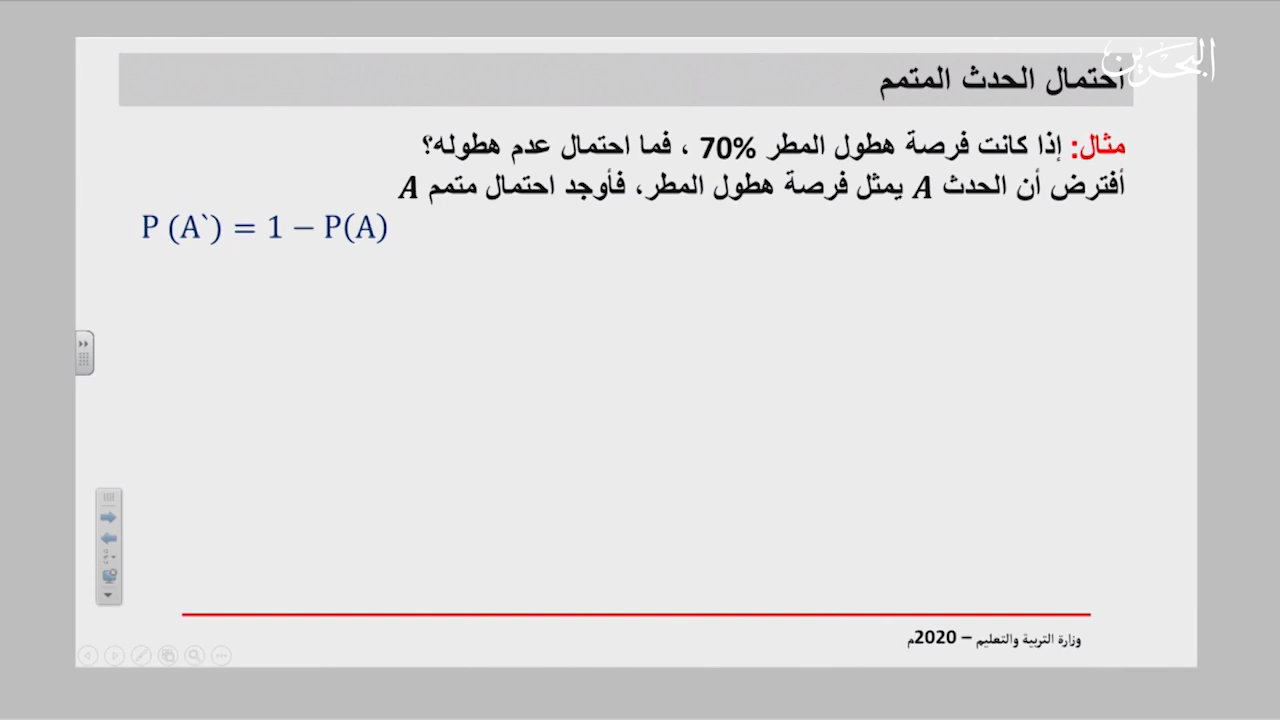 البحرين
احتمال الحدث المتمم
مثال: إذا كانت فرصة هطول المطر 70% ، فما احتمال عدم هطوله؟
أفترض أن الحدث A يمثل فرصة هطول المطر، فأوجد احتمال متمم A
P (A`) = 1 − P(A)
وزارة التربية والتعليم – 2020م